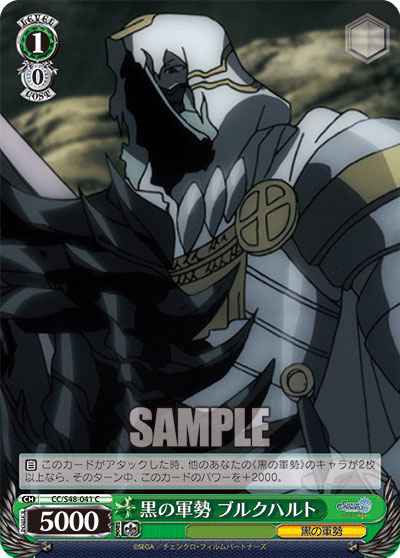 LEVEL
1
0
COST
SAMPLE
このカードがアタックした時、他のあなたの《黒の軍勢》のキャラが2枚
以上なら、そのターン中、このカードのパワーを+2000。
CH
CC/S48-041 C
5000
黒の軍勢 ブルクハルト
黒の軍勢
©SEGA／チェンクロ・フィルムパートナーズ